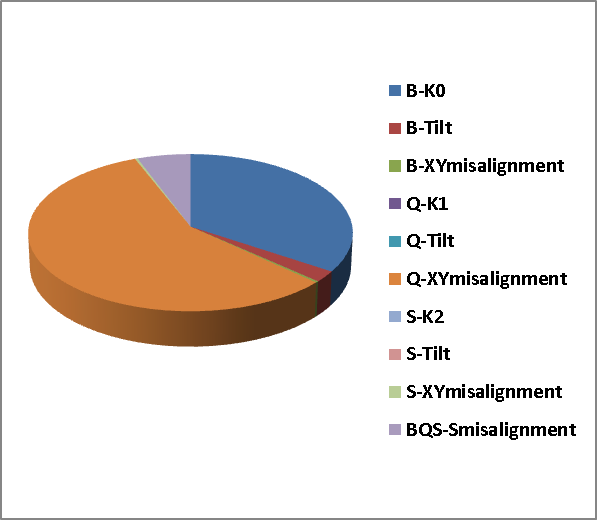 B-K0
B-Tilt
B-XYmisalignment
Q-K1
Q-Tilt
Q-XYmisalignment
S-K2
S-Tilt
S-XYmisalignment
BQS-Smisalignment